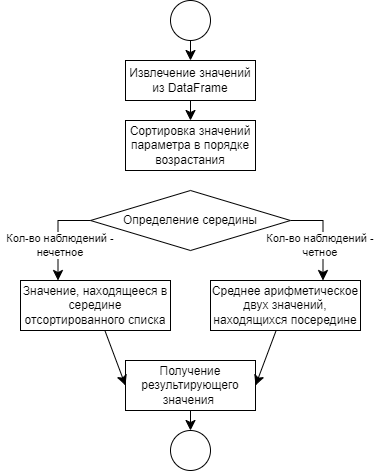 Извлечение значений
из DataFrame
Сортировка значений
параметра в порядке
возрастания
Определение середины
Кол-во наблюдений -
нечетное
Кол-во наблюдений -
четное
Значение, находящееся в
середине
отсортированного списка
Среднее арифметическое
двух значений,
находящихся посередине
Получение
результирующего
значения